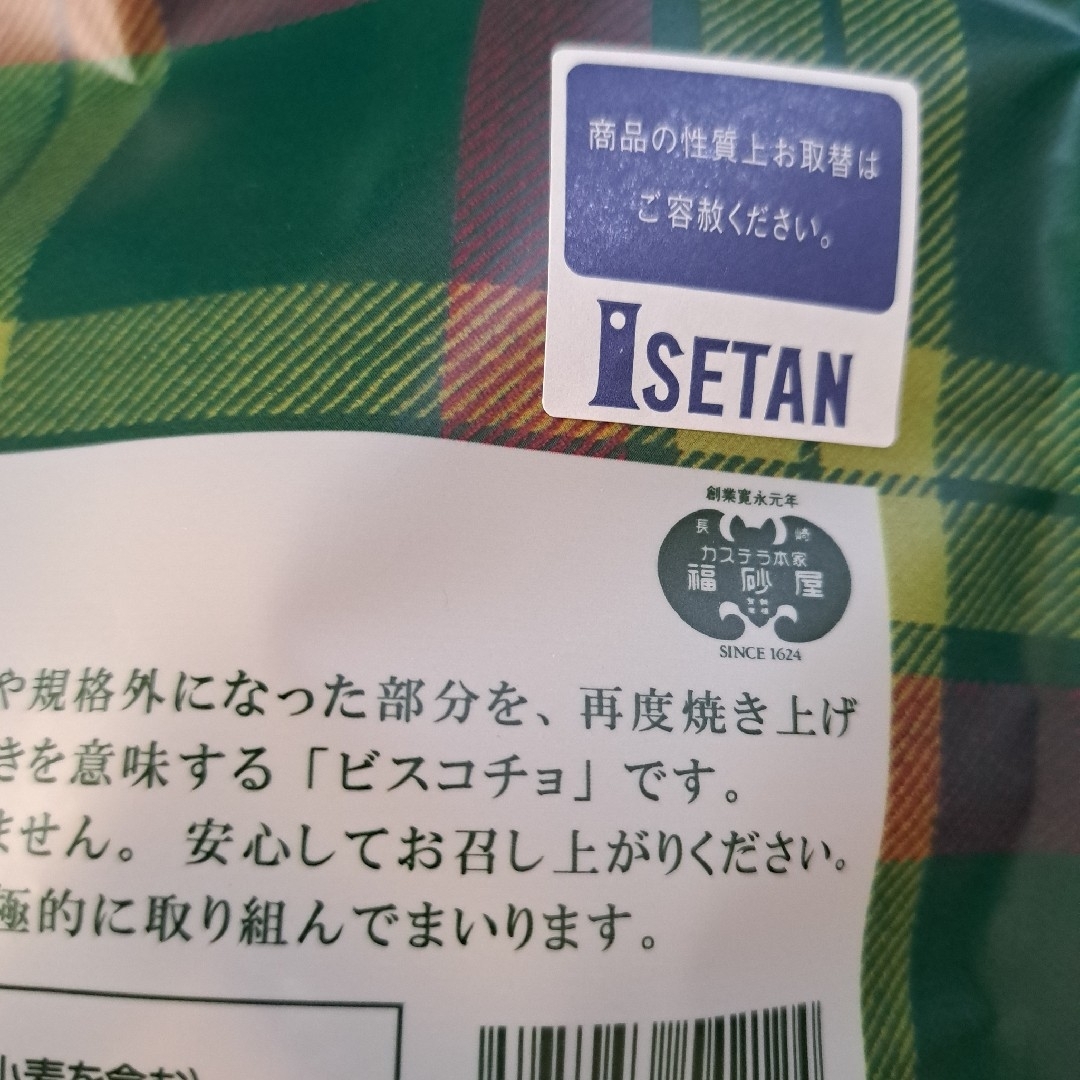 商品の性質上お取替は
ご容赦ください。
ISETAN
創業寛永元年
長崎
カステラ本家
福砂屋
SINCE 1624
や規格外になった部分を、再度焼き上げ
きを意味する「ビスコチョ」です。
ません。安心してお召し上がりください。
極的に取り組んでまいります。
小麦を含む)